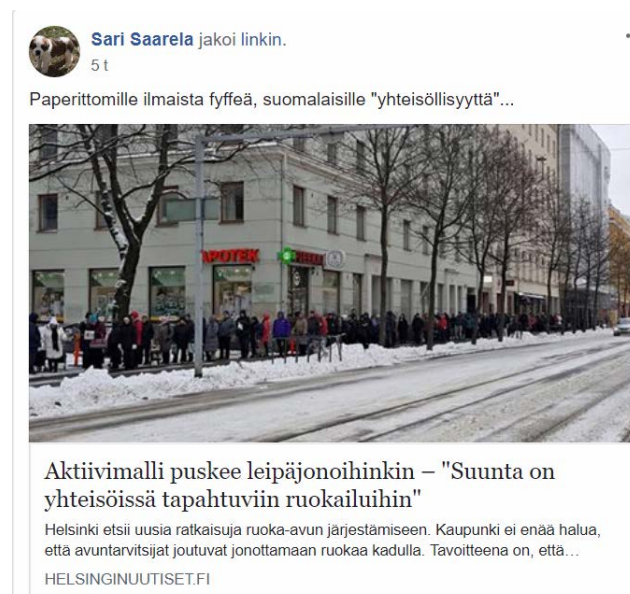 Sari Saarela jakoi linkin.
5 t
Paperittomille ilmaista fyffeä, suomalaisille "yhteisöllisyyttä"...
APOTEK
Aktiivimalli puskee leipäjonoihinkin – "Suunta on
yhteisöissä tapahtuviin ruokailuihin"
Helsinki etsii uusia ratkaisuja ruoka-avun järjestämiseen. Kaupunki ei enää halua,
että avuntarvitsijat joutuvat jonottamaan ruokaa kadulla. Tavoitteena on, että…
HELSINGINUUTISET.FI